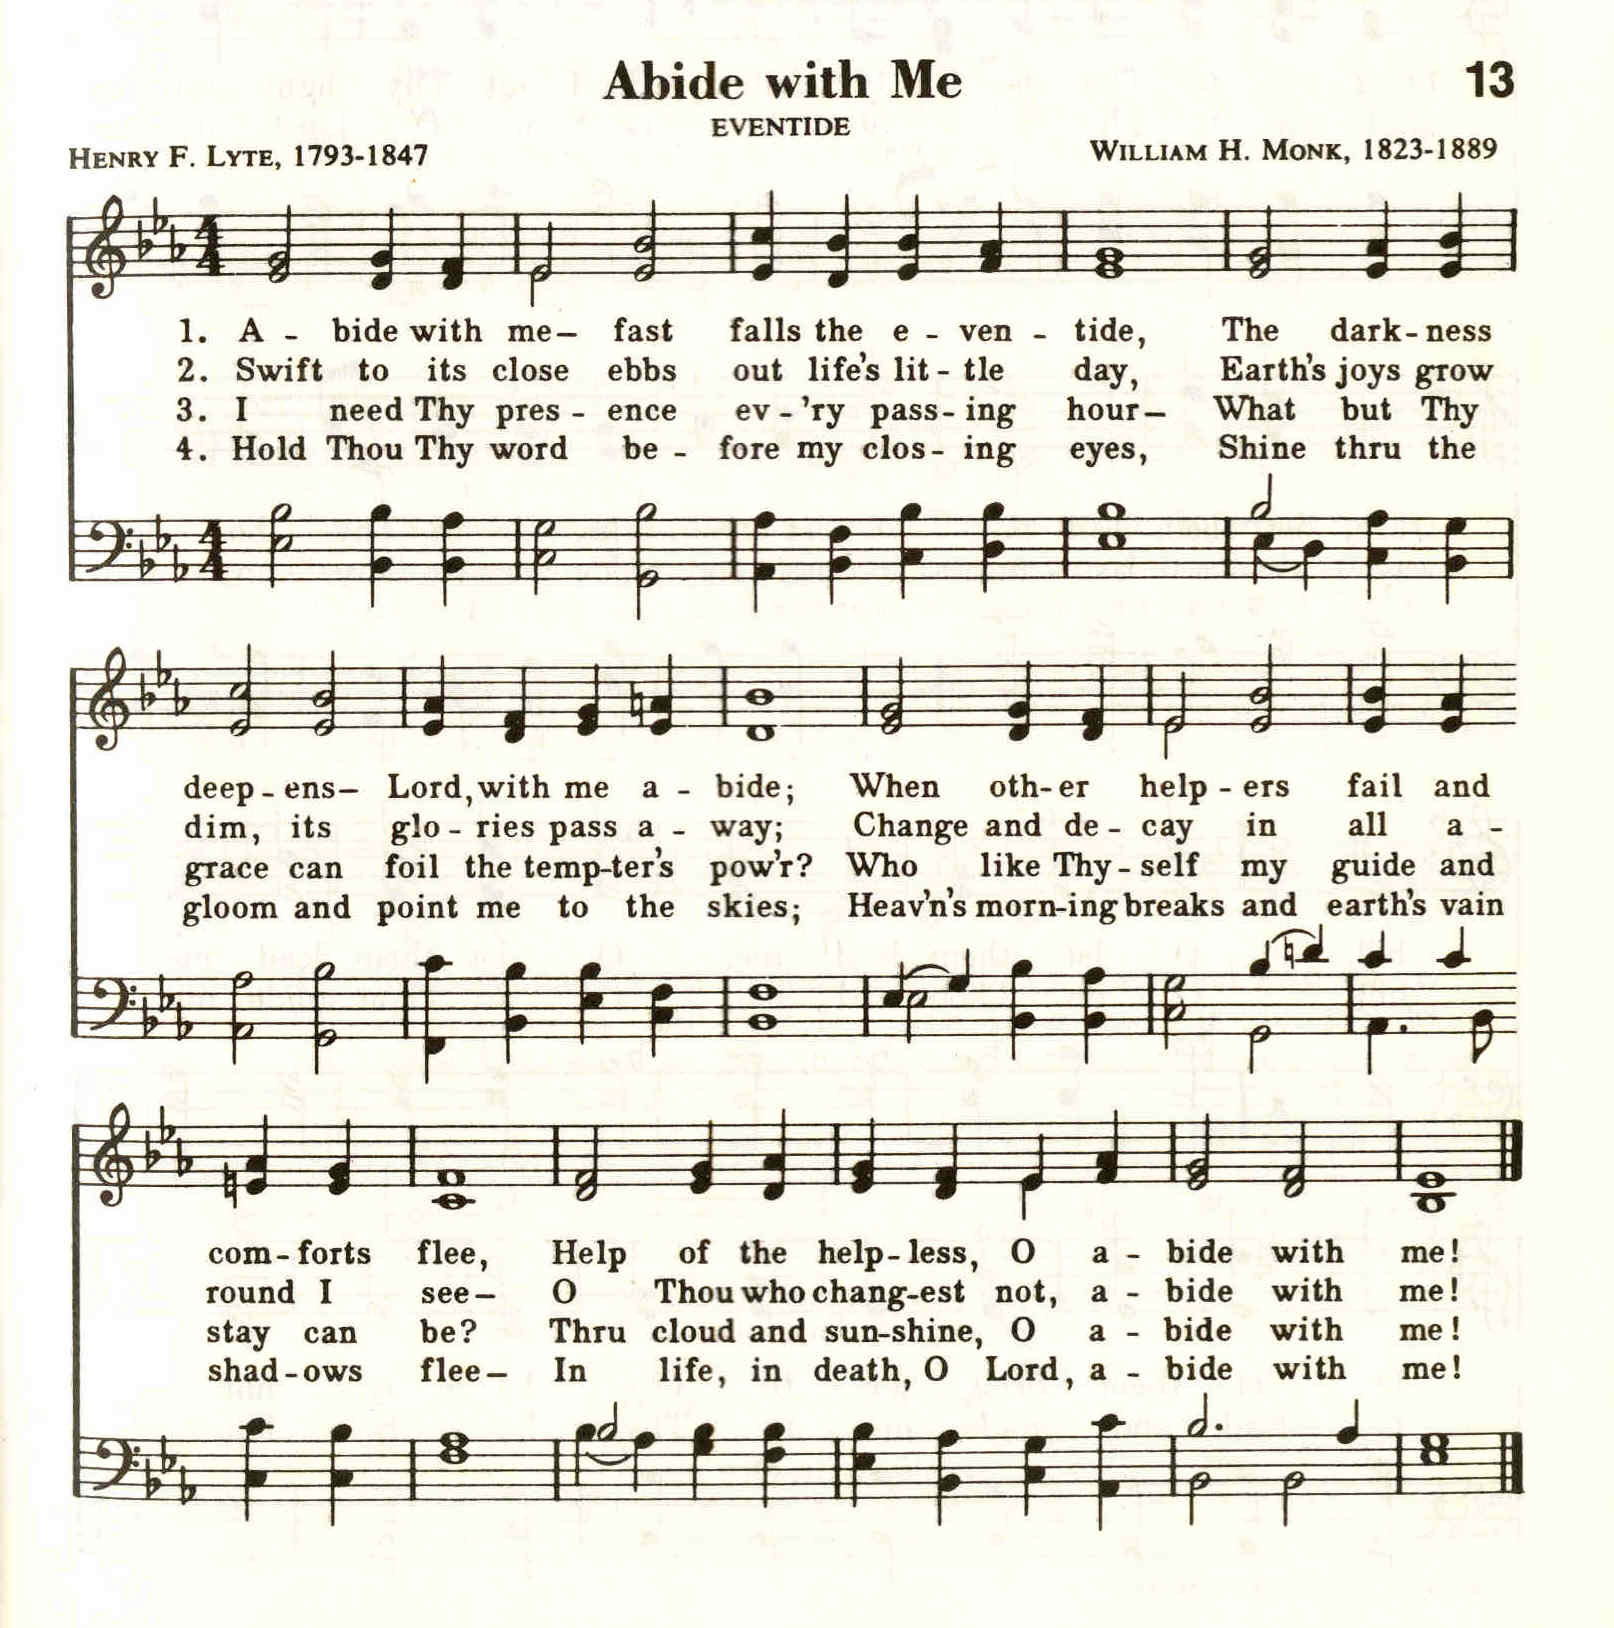 Abide with Me 13
EVENTIDE
HENRY F. LYTE, 1793-1847 WILLIAM H. MONK, 1823-1889
1. A - bide with me– fast falls the e - ven - tide, The dark - ness
2. Swift to its close ebbs out life's lit - tle day, Earth's joys grow
3. I need Thy pres - ence ev - 'ry pass - ing hour– What but Thy
4. Hold Thou Thy word be - fore my clos - ing eyes, Shine thru the
deep - ens– Lord, with me a - bide; When oth - er help - ers fail and
dim, its glo - ries pass a - way; Change and de - cay in all a -
grace can foil the temp-ter's pow'r? Who like Thy - self my guide and
gloom and point me to the skies; Heav'n's morn-ing breaks and earth's vain
com - forts flee, Help of the help - less, O a - bide with me!
round I see– O Thou who chang-est not, a - bide with me!
stay can be? Thru cloud and sun-shine, O a - bide with me!
shad - ows flee– In life, in death, O Lord, a - bide with me!